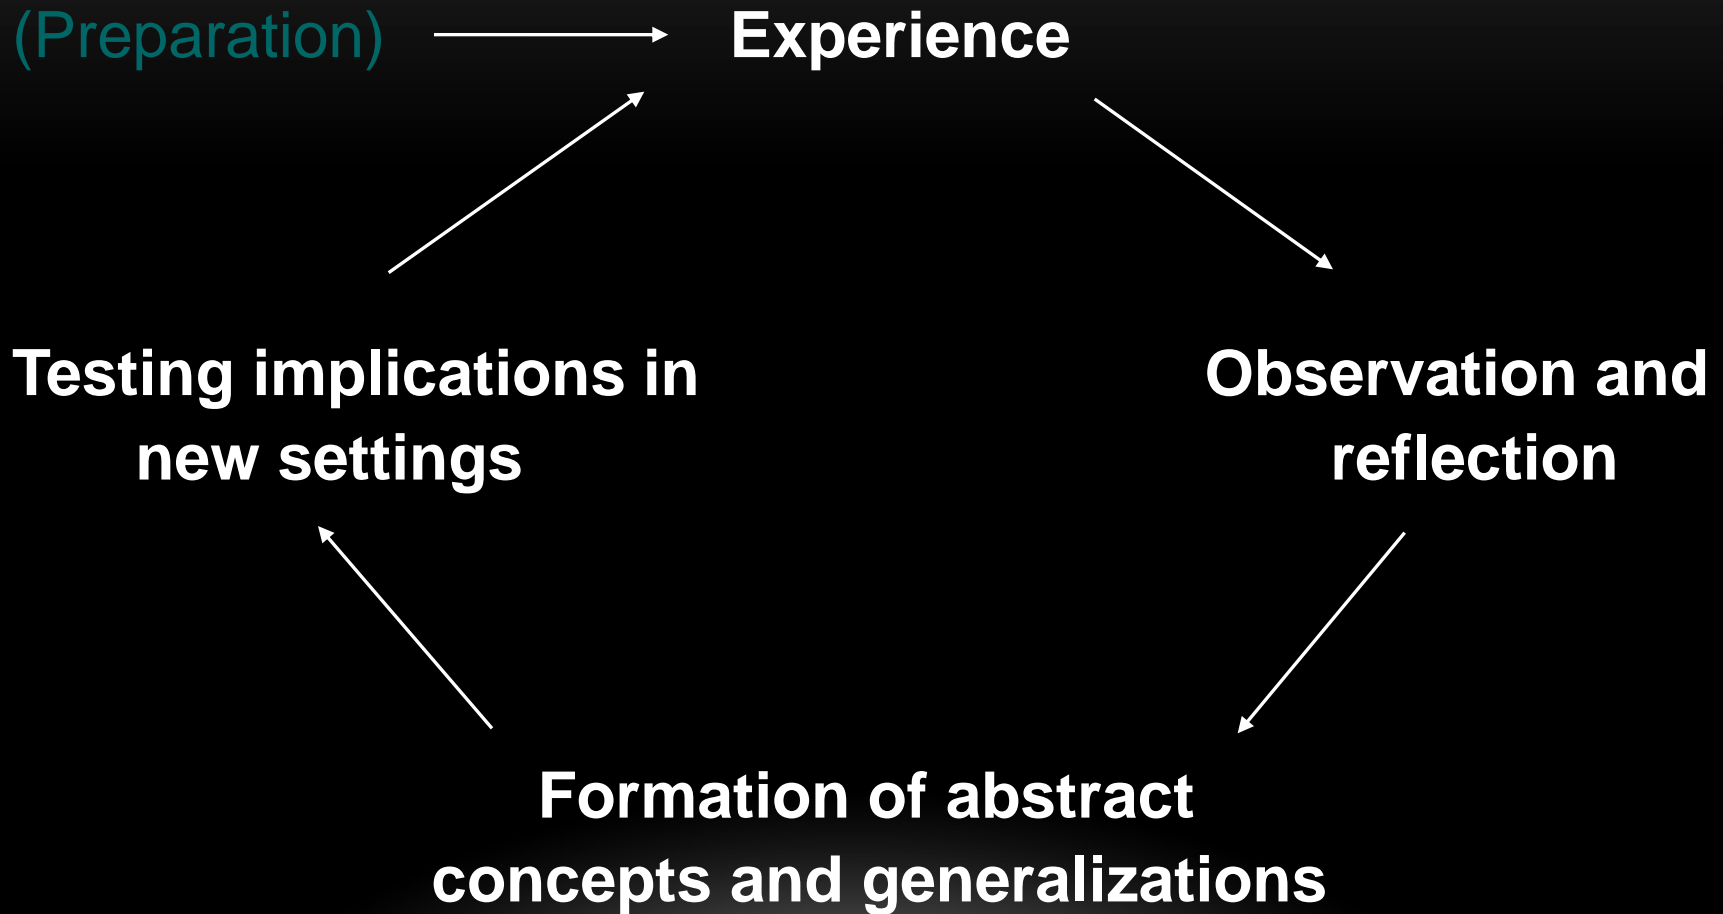 (Preparation)
Experience
Testing implications in
new settings
Observation and
reflection
Formation of abstract
concepts and generalizations